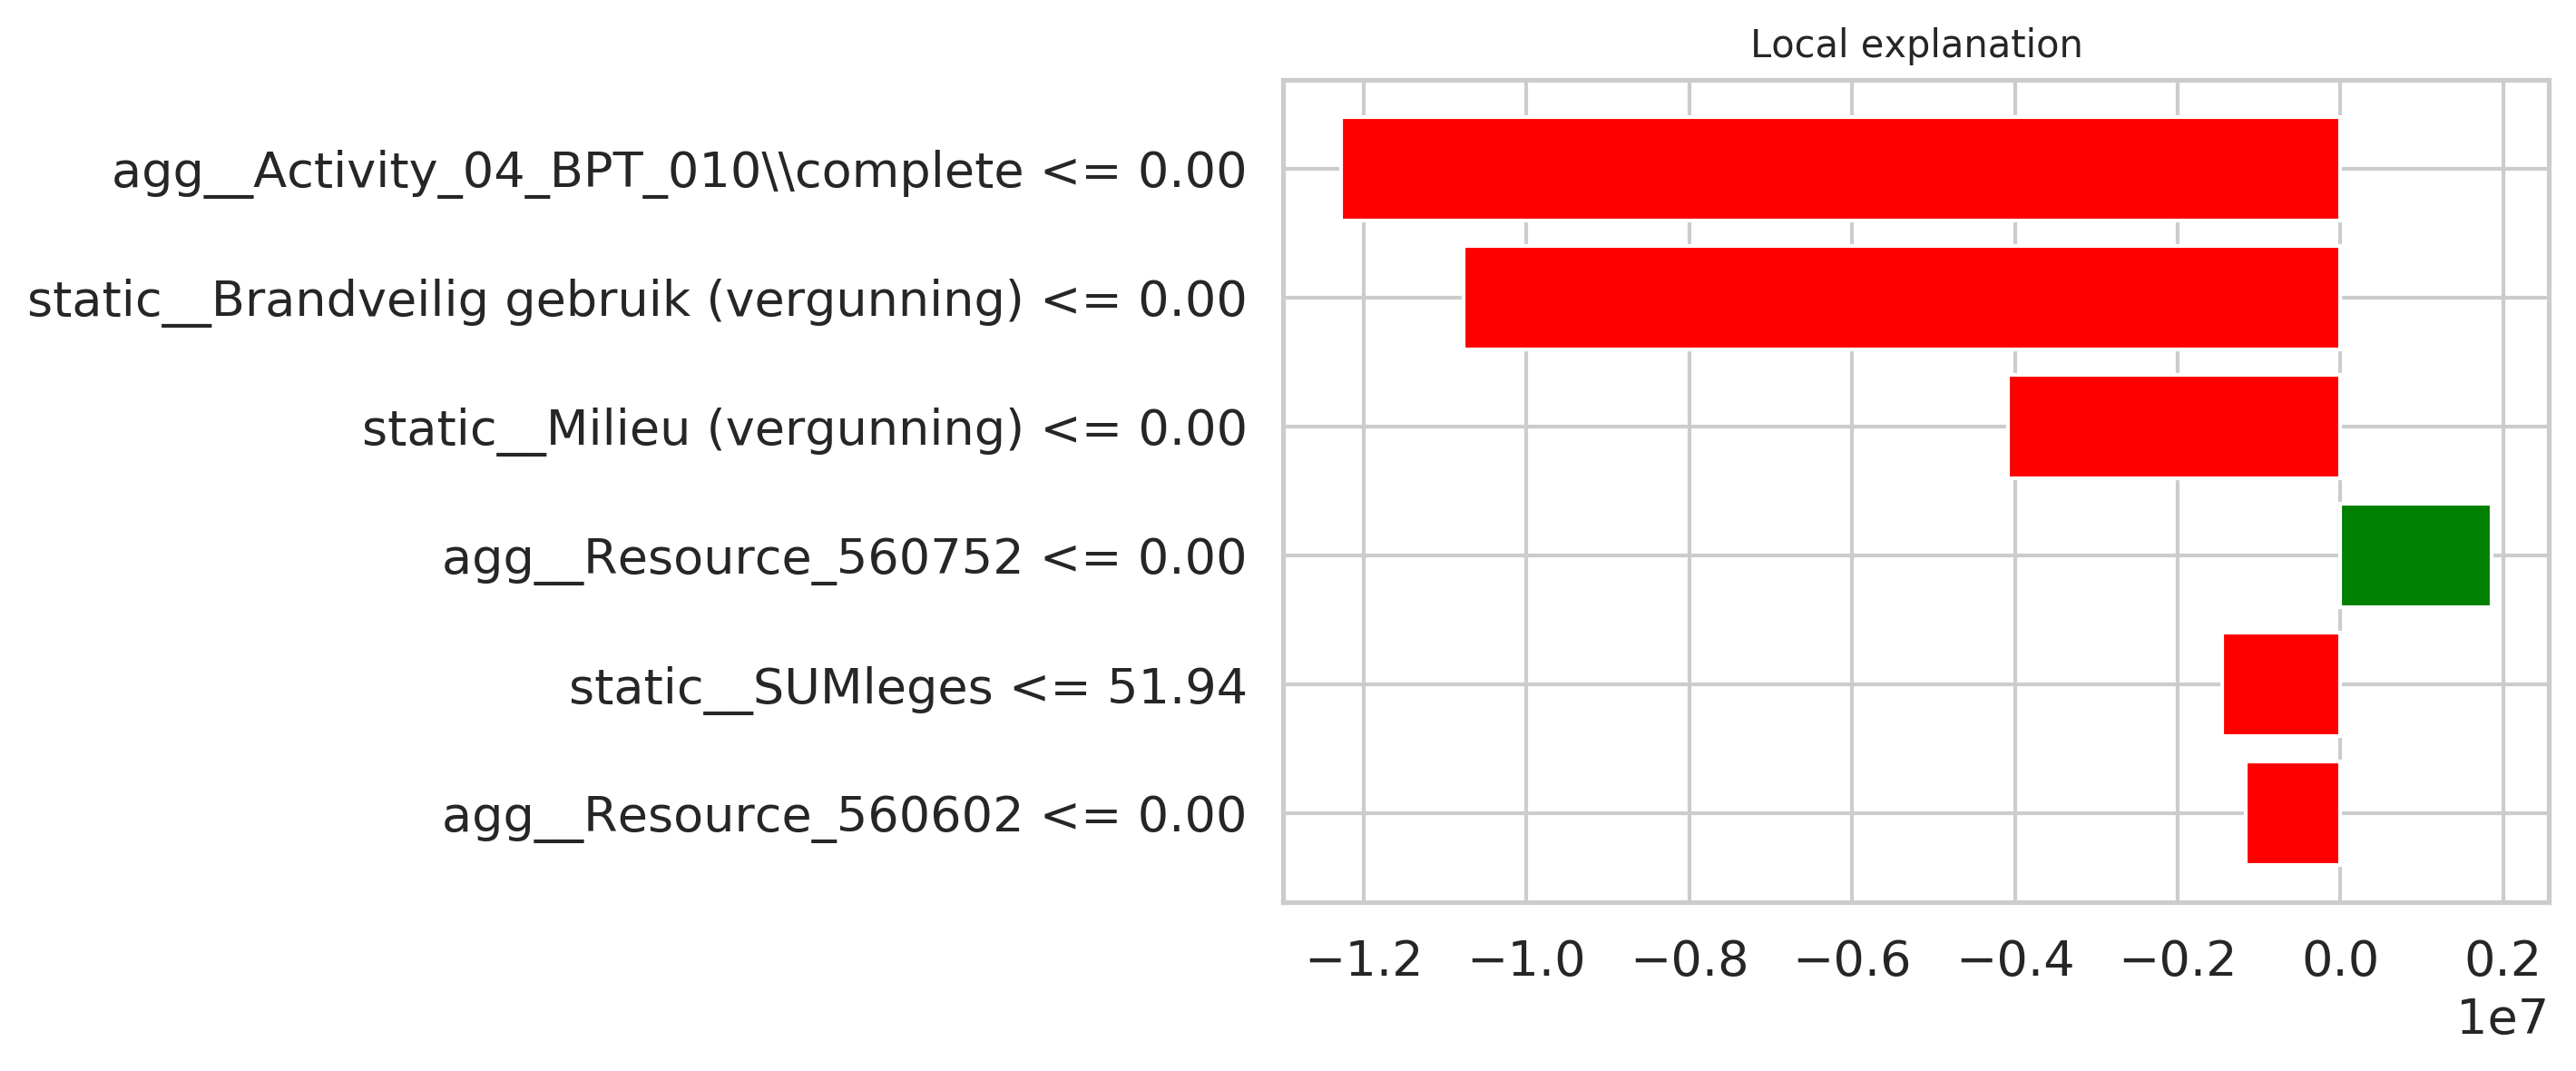 Local explanation
agg__Activity_04_BPT_010\\complete <= 0.00
static__Brandveilig gebruik (vergunning) <= 0.00
static__Milieu (vergunning) <= 0.00
agg__Resource_560752 <= 0.00
static__SUMleges <= 51.94
agg__Resource_560602 <= 0.00
−1.2 −1.0 −0.8 −0.6 −0.4 −0.2 0.0 0.2
1e7